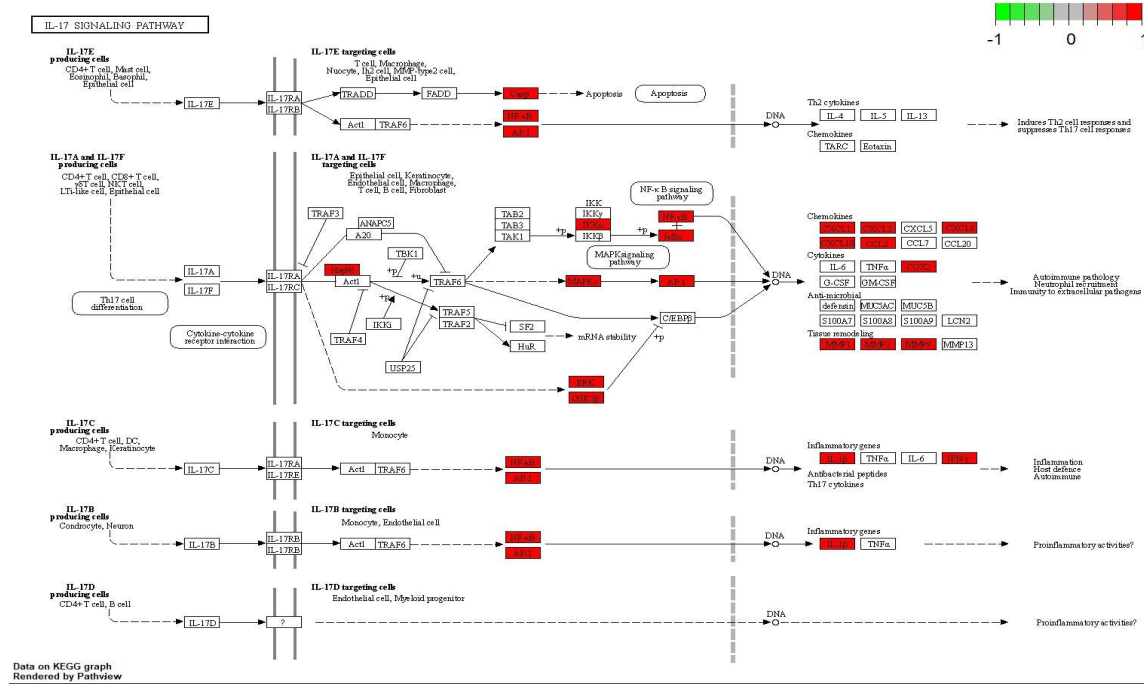 IL-17 SIGNALING PATHWAY
-1 0 1
IL-17E
producing cells
CD4+ T cell, Mast cell,
Eosinophil, Basophil,
Epithelial cell
IL-17E
IL-17RA
IL-17RB
IL-17E targeting cells
T cell, Macrophage,
Nuocyte, Ih2 cell, MMP-type2 cell,
Epithelial cell
TRADD
FADD
Casp
Apoptosis
Apoptosis
Act1 TRAF6
NF-κB
AP-1
DNA
Th2 cytokines
IL-4 IL-5 IL-13
Chemokines
TARC Eotaxin
Induces Th2 cell responses and
suppresses Th17 cell responses
IL-17A and IL-17F
producing cells
CD4+ T cell, CD8+ T cell,
γδT cell, NKT cell,
LTi-like cell, Epithelial cell
IL-17A
IL-17F
Th17 cell
differentiation
Cytokine-cytokine
receptor interaction
IL-17RA
IL-17RC
IL-17A and IL-17F
targeting cells
Epithelial cell, Keratinocyte,
Endothelial cell, Macrophage,
T cell, B cell, Fibroblast
TRAF3
ANAPC5
A20
TBK1
Hsp90
Act1
+p
+u
TRAF6
+p
IKKi
TRAF4
USP25
TRAF5
TRAF2
SF2
HuR
mRNA stability
TAB2
TAB3
TAK1
+p
IKK
IKKγ
IKKα
IKKβ
+p
NF-κB signaling
pathway
NF-κB
IκBα
MAPK signaling
pathway
MAPKs
AP-1
C/EBPβ
+p
ERK
GSK3β
DNA
Chemokines
CXCL1 CXCL2 CXCL5 CXCL8
CXCL10 CCL2 CCL7 CCL20
Cytokines
IL-6 TNFα COX2
G-CSF GM-CSF
Anti-microbial
defensin MUC5AC MUC5B
S100A7 S100A8 S100A9 LCN2
Tissue remodeling
MMP1 MMP3 MMP9 MMP13
Autoimmune pathology
Neutrophil recruitment
Immunity to extracellular pathogens
IL-17C
producing cells
CD4+ T cell, DC,
Macrophage, Keratinocyte
IL-17C
IL-17RA
IL-17RE
IL-17C targeting cells
Monocyte
Act1 TRAF6
NF-κB
AP-1
DNA
Inflammatory genes
IL-1β TNFα IL-6 IFN-γ
Antibacterial peptides
Th17 cytokines
Inflammation
Host defence
Autoimmune
IL-17B
producing cells
Condrocyte, Neuron
IL-17B
IL-17RB
IL-17RB
IL-17B targeting cells
Monocyte, Endothelial cell
Act1 TRAF6
NF-κB
AP-1
DNA
Inflammatory genes
IL-1β TNFα
Proinflammatory activities?
IL-17D
producing cells
CD4+ T cell, B cell
IL-17D
?
IL-17D targeting cells
Endothelial cell, Myeloid progenitor
DNA
Proinflammatory activities?
Data on KEGG graph
Rendered by Pathview